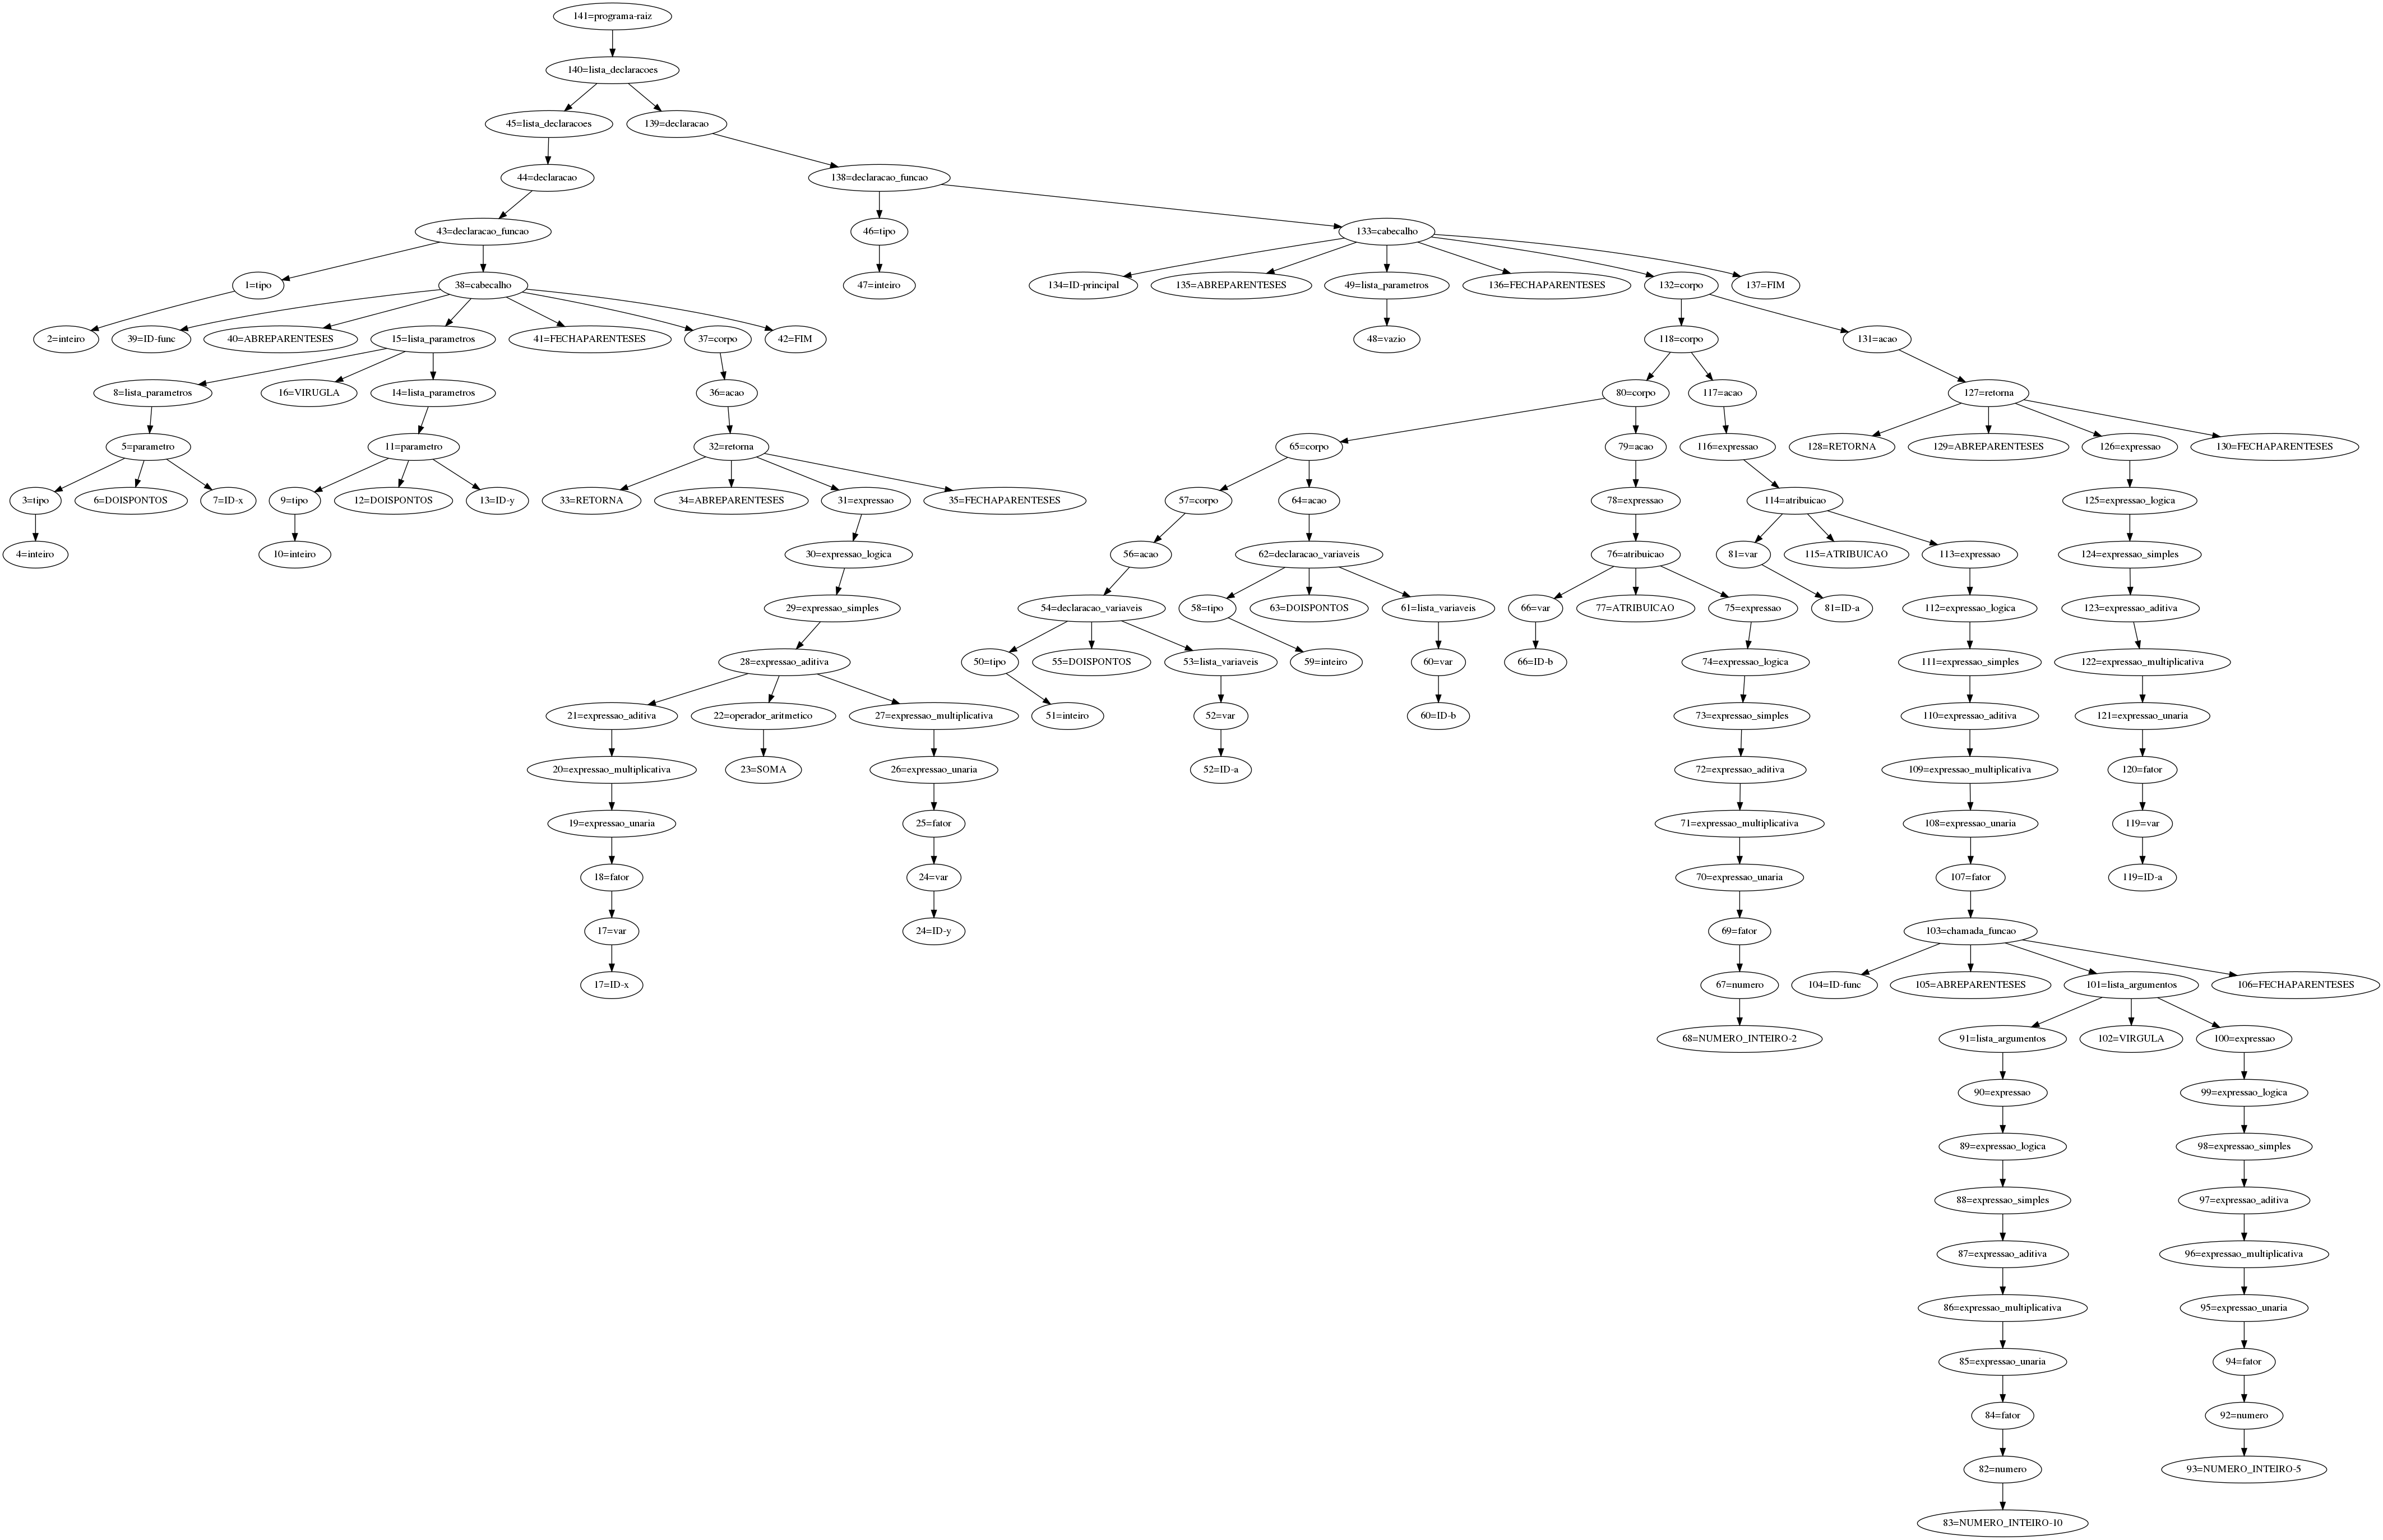 141=programa-raiz
140=lista_declaracoes
45=lista_declaracoes
139=declaracao
44=declaracao
138=declaracao_funcao
43=declaracao_funcao
46=tipo
133=cabecalho
1=tipo
38=cabecalho
47=inteiro
134=ID-principal
135=ABREPARENTESES
49=lista_parametros
136=FECHAPARENTESES
132=corpo
137=FIM
2=inteiro
39=ID-func
40=ABREPARENTESES
15=lista_parametros
41=FECHAPARENTESES
37=corpo
42=FIM
48=vazio
118=corpo
131=acao
8=lista_parametros
16=VIRUGLA
14=lista_parametros
36=acao
80=corpo
117=acao
127=retorna
5=parametro
11=parametro
32=retorna
65=corpo
79=acao
116=expressao
128=RETORNA
129=ABREPARENTESES
126=expressao
130=FECHAPARENTESES
3=tipo
6=DOISPONTOS
7=ID-x
9=tipo
12=DOISPONTOS
13=ID-y
33=RETORNA
34=ABREPARENTESES
31=expressao
35=FECHAPARENTESES
57=corpo
64=acao
78=expressao
114=atribuicao
125=expressao_logica
4=inteiro
10=inteiro
30=expressao_logica
56=acao
62=declaracao_variaveis
76=atribuicao
81=var
115=ATRIBUICAO
113=expressao
124=expressao_simples
29=expressao_simples
54=declaracao_variaveis
58=tipo
63=DOISPONTOS
61=lista_variaveis
66=var
77=ATRIBUICAO
75=expressao
81=ID-a
112=expressao_logica
123=expressao_aditiva
28=expressao_aditiva
50=tipo
55=DOISPONTOS
53=lista_variaveis
59=inteiro
60=var
66=ID-b
74=expressao_logica
111=expressao_simples
122=expressao_multiplicativa
21=expressao_aditiva
22=operador_aritmetico
27=expressao_multiplicativa
51=inteiro
52=var
60=ID-b
73=expressao_simples
110=expressao_aditiva
121=expressao_unaria
20=expressao_multiplicativa
23=SOMA
26=expressao_unaria
52=ID-a
72=expressao_aditiva
109=expressao_multiplicativa
120=fator
19=expressao_unaria
25=fator
71=expressao_multiplicativa
108=expressao_unaria
119=var
18=fator
24=var
70=expressao_unaria
107=fator
119=ID-a
17=var
24=ID-y
69=fator
103=chamada_funcao
17=ID-x
67=numero
104=ID-func
105=ABREPARENTESES
101=lista_argumentos
106=FECHAPARENTESES
68=NUMERO_INTEIRO-2
91=lista_argumentos
102=VIRGULA
100=expressao
90=expressao
99=expressao_logica
89=expressao_logica
98=expressao_simples
88=expressao_simples
97=expressao_aditiva
87=expressao_aditiva
96=expressao_multiplicativa
86=expressao_multiplicativa
95=expressao_unaria
85=expressao_unaria
94=fator
84=fator
92=numero
82=numero
93=NUMERO_INTEIRO-5
83=NUMERO_INTEIRO-10